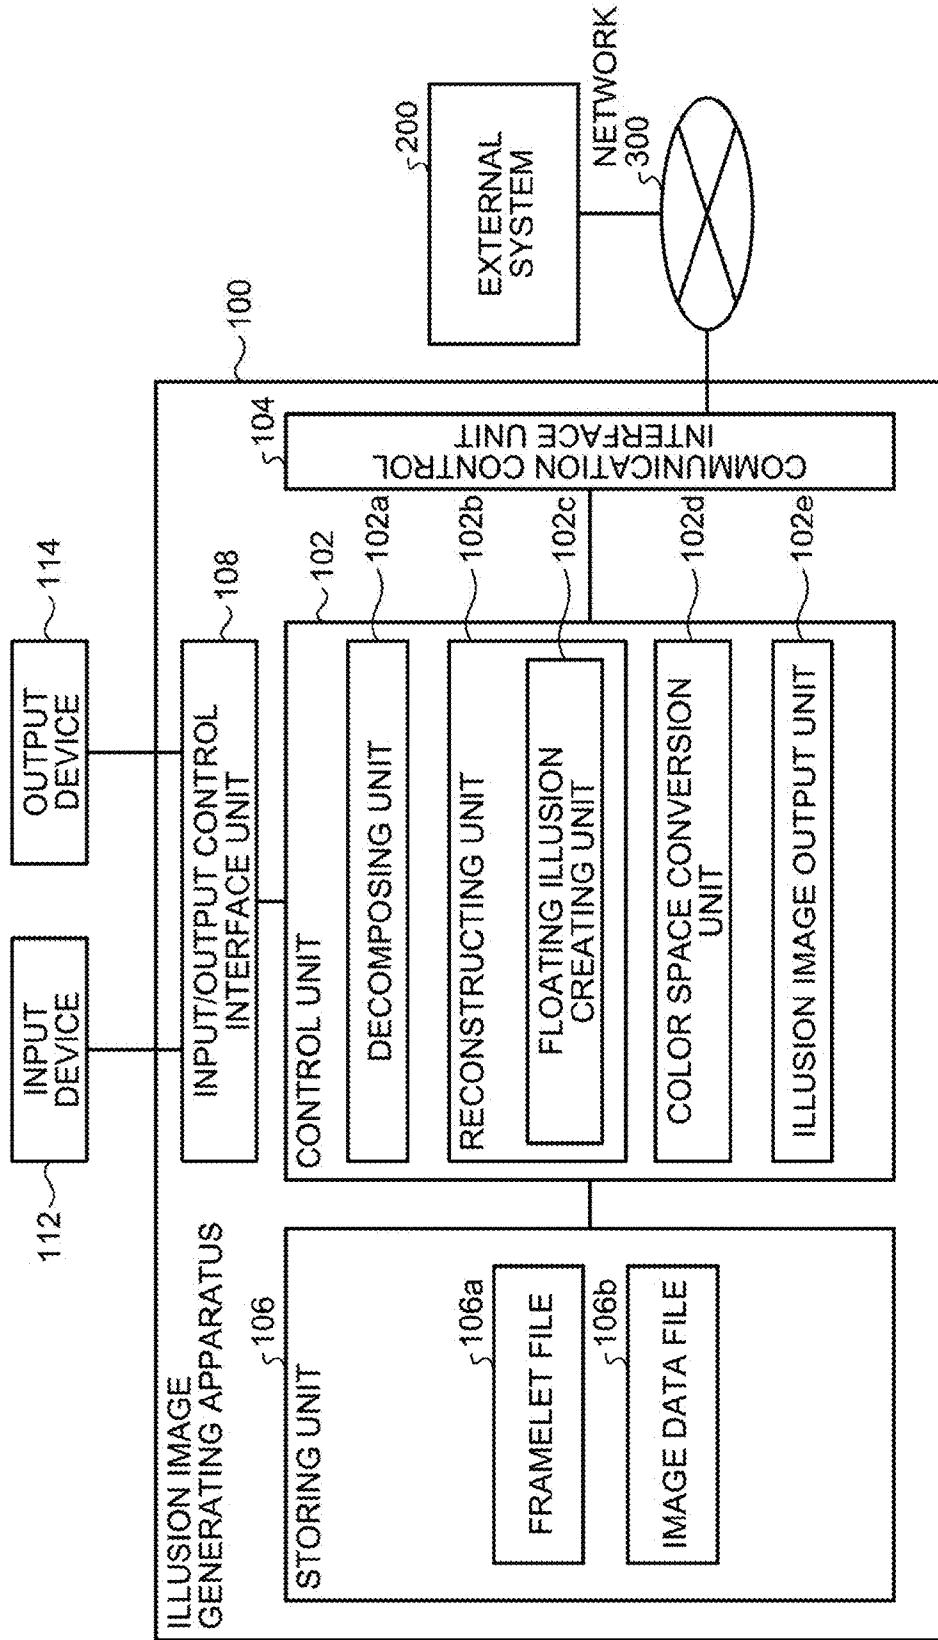 112
INPUT
DEVICE
OUTPUT
DEVICE
114
ILLUSION IMAGE
GENERATING APPARATUS
100
INPUT/OUTPUT CONTROL
INTERFACE UNIT
108
106
STORING UNIT
106a
FRAMELET FILE
106b
IMAGE DATA FILE
CONTROL UNIT
102
DECOMPOSING UNIT
102a
RECONSTRUCTING UNIT
102b
FLOATING ILLUSION
CREATING UNIT
102c
COLOR SPACE CONVERSION
UNIT
102d
ILLUSION IMAGE OUTPUT UNIT
102e
104
COMMUNICATION CONTROL
INTERFACE UNIT
200
EXTERNAL
SYSTEM
NETWORK
300